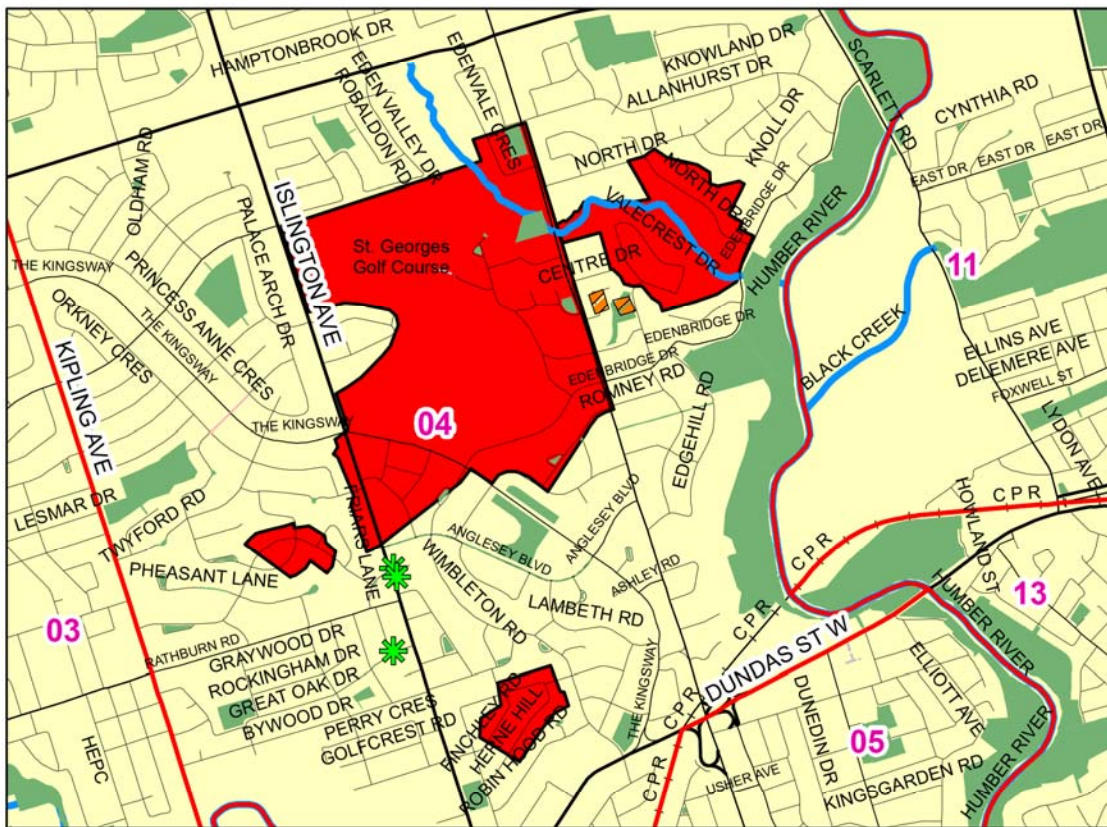 HAMPTONBROOK DR
EDENVALE CRES
EDEN VALLEY DR
ROBALDON RD
KNOWLAND DR
ALLANHURST DR
SCARLETT RD
CYNTHIA RD
EAST DR
EAST DR
EAST DR
OLDHAM RD
NORTH DR
KNOLL DR
NORTH DR
EDENBRIDGE DR
VALECREST DR
CENTRE DR
HUMBER RIVER
PALACE ARCH DR
ISLINGTON AVE
St. Georges
Golf Course
THE KINGSWAY
PRINCESS ANNE CRES
ORKNEY CRES
THE KINGSWAY
THE KINGSWAY
KIPLING AVE
11
BLACK CREEK
EDENBRIDGE DR
EDENBRIDGE DR
ROMNEY RD
EDGEHILL RD
ELLINS AVE
DELEMERE AVE
FOXWELL ST
LYDON AVE
04
LESMAR DR
TWYFORD RD
FRIARS LANE
PHEASANT LANE
ANGLESEY BLVD
ANGLESEY BLVD
WIMBLETON RD
ASHLEY RD
LAMBETH RD
C P R
C P R
C P R
HOWLAND ST
HUMBER RIVER
13
03
RATHBURN RD
GRAYWOOD DR
ROCKINGHAM DR
GREAT OAK DR
BYWOOD DR
PERRY CRES
GOLFCREST RD
FINCHLEY RD
HERNE HILL
ROBIN HOOD RD
THE KINGSWAY
C P R
DUNDAS ST W
C P R
USHER AVE
DUNEDIN DR
05
ELLIOTT AVE
KINGSGARDEN RD
HUMBER RIVER
HEPC